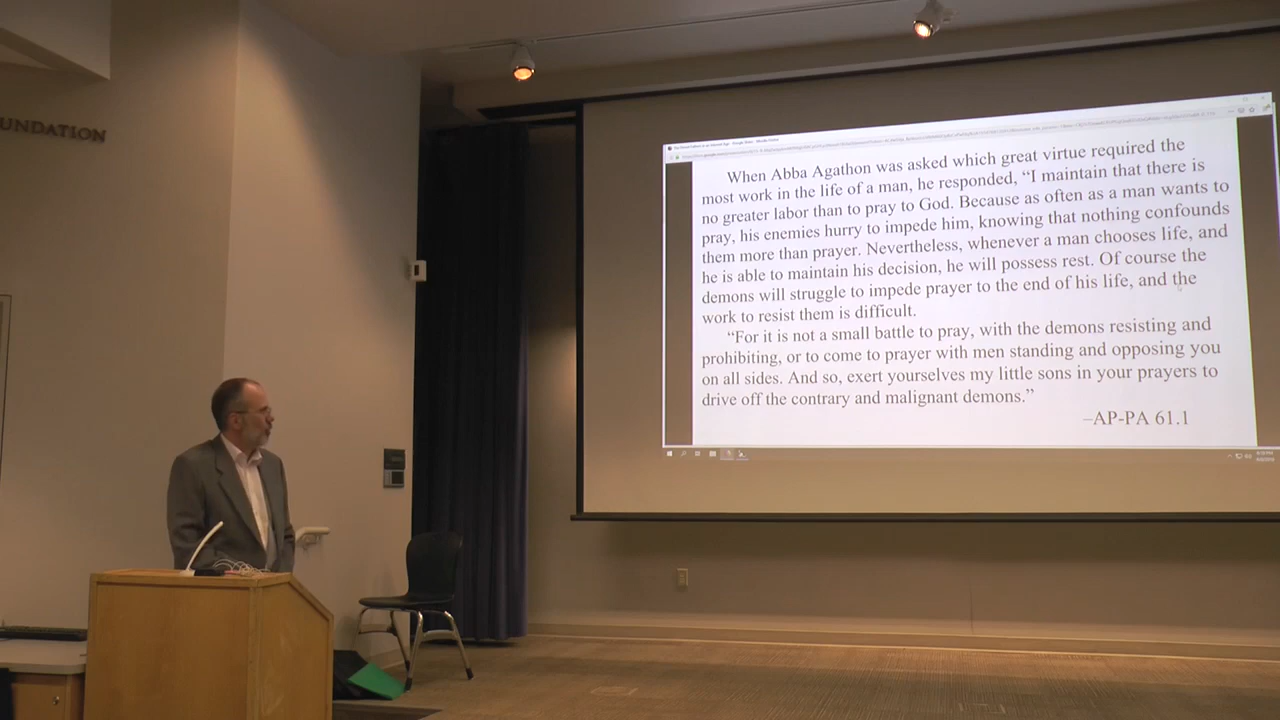 UNDATION
When Abba Agathon was asked which great virtue required the
most work in the life of a man, he responded, “I maintain that there is
no greater labor than to pray to God. Because as often as a man wants to
pray, his enemies hurry to impede him, knowing that nothing confounds
them more than prayer. Nevertheless, whenever a man chooses life, and
he is able to maintain his decision, he will possess rest. Of course the
demons will struggle to impede prayer to the end of his life, and the
work to resist them is difficult.
“For it is not a small battle to pray, with the demons resisting and
prohibiting, or to come to prayer with men standing and opposing you
on all sides. And so, exert yourselves my little sons in your prayers to
drive off the contrary and malignant demons.”
–AP-PA 61.1